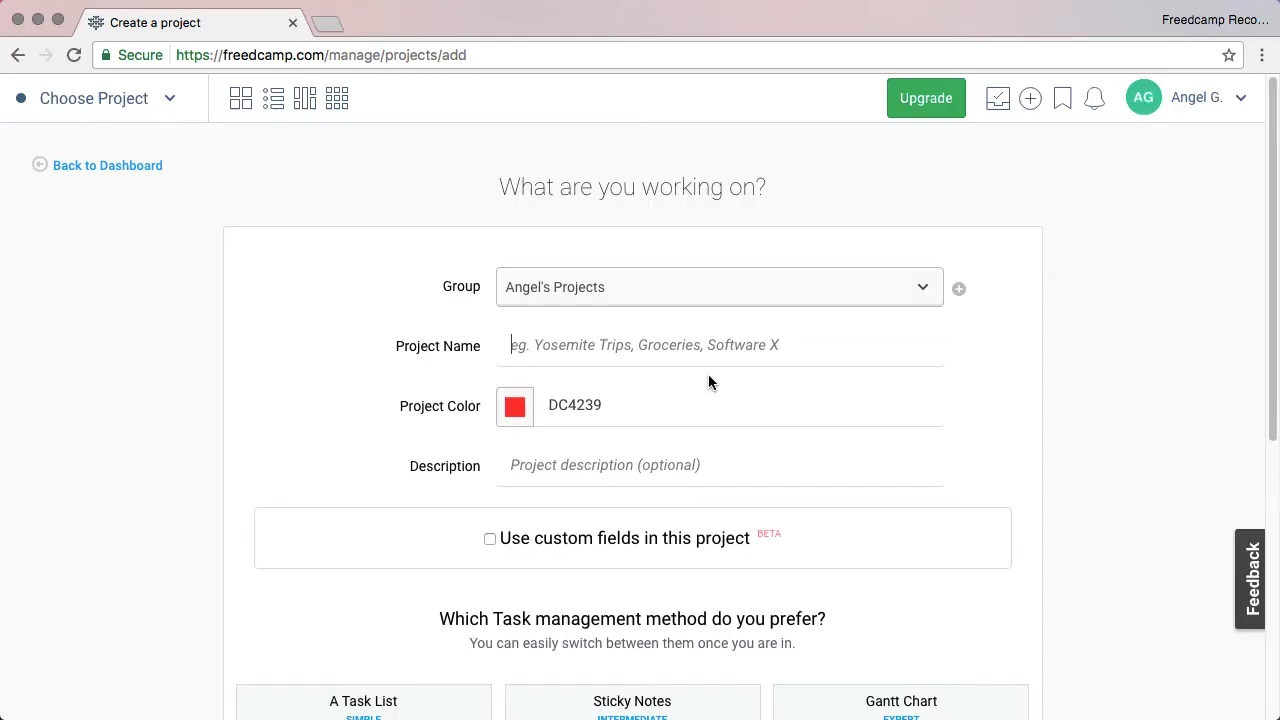 Create a project
Freedcamp Reco...
Secure
https://freedcamp.com/manage/projects/add
Choose Project
Upgrade
AG
Angel G.
Back to Dashboard
What are you working on?
Group
Angel's Projects
Project Name
eg. Yosemite Trips, Groceries, Software X
Project Color
DC4239
Description
Project description (optional)
Use custom fields in this project BETA
Feedback
Which Task management method do you prefer?
You can easily switch between them once you are in.
A Task List
SIMPLE
Sticky Notes
INTERMEDIATE
Gantt Chart
EXPERT